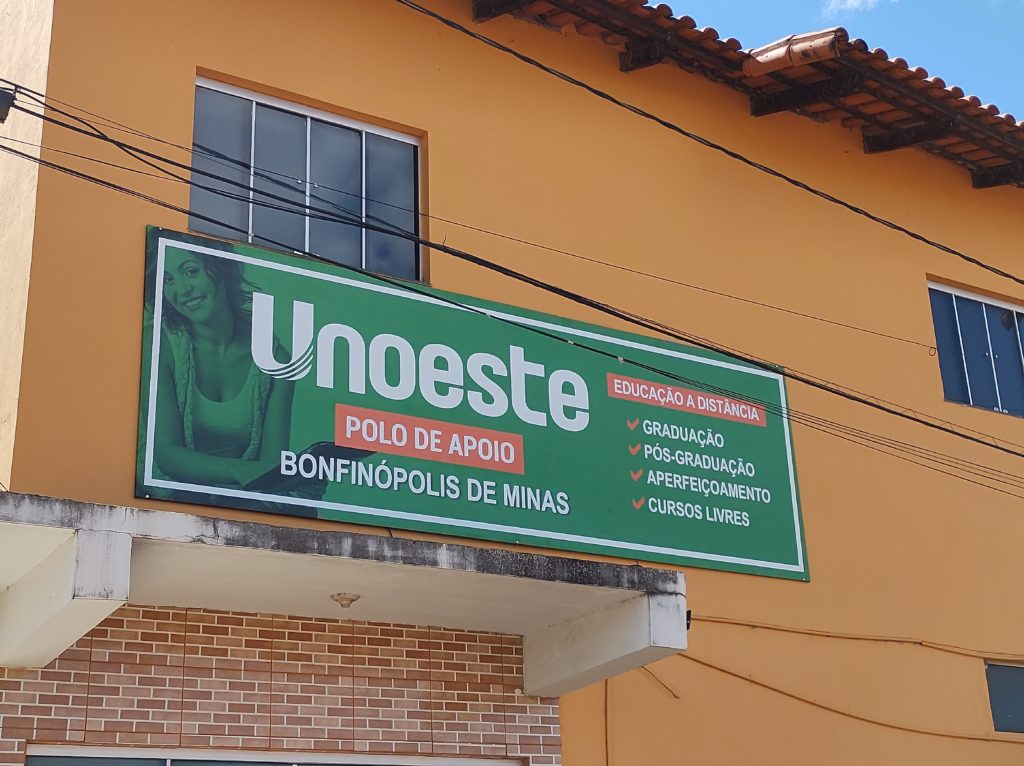 Unoeste
POLO DE APOIO
BONFINÓPOLIS DE MINAS
EDUCAÇÃO A DISTÂNCIA
GRADUAÇÃO
PÓS-GRADUAÇÃO
APERFEIÇOAMENTO
CURSOS LIVRES